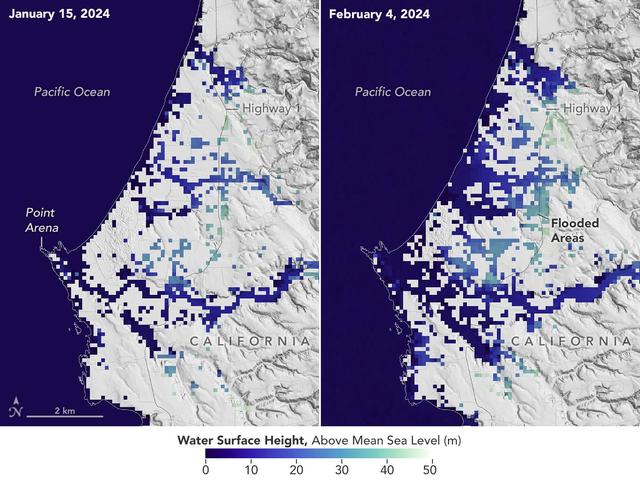 January 15, 2024
Pacific Ocean
Highway 1
Point
Arena
CALIFORNIA
N
2 km
February 4, 2024
Pacific Ocean
Highway 1
Flooded
Areas
CALIFORNIA
Water Surface Height, Above Mean Sea Level (m)
0 10 20 30 40 50